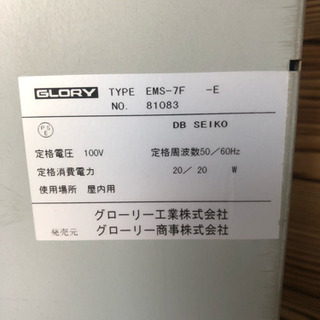 GLORY TYPE EMS-7F -E
NO. 81083
PS
E DB SEIKO
定格電圧 100V 定格周波数50/60Hz
定格消費電力 20/ 20 W
使用場所 屋内用
グローリー工業株式会社
発売元 グローリー商事株式会社